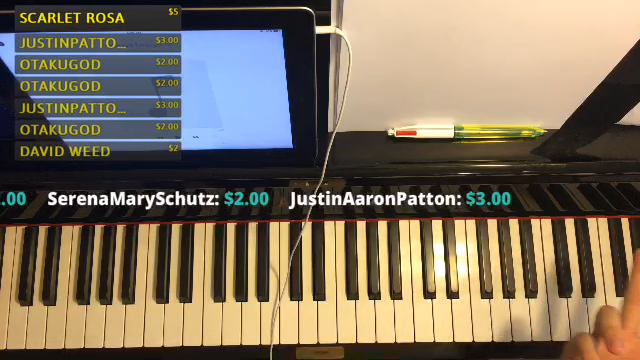 SCARLET ROSA $5
JUSTINPATTO... $3.00
OTAKUGOD $2.00
OTAKUGOD $2.00
JUSTINPATTO... $3.00
OTAKUGOD $2.00
DAVID WEED $2
.00 SerenaMarySchutz: $2.00 JustinAaronPatton: $3.00